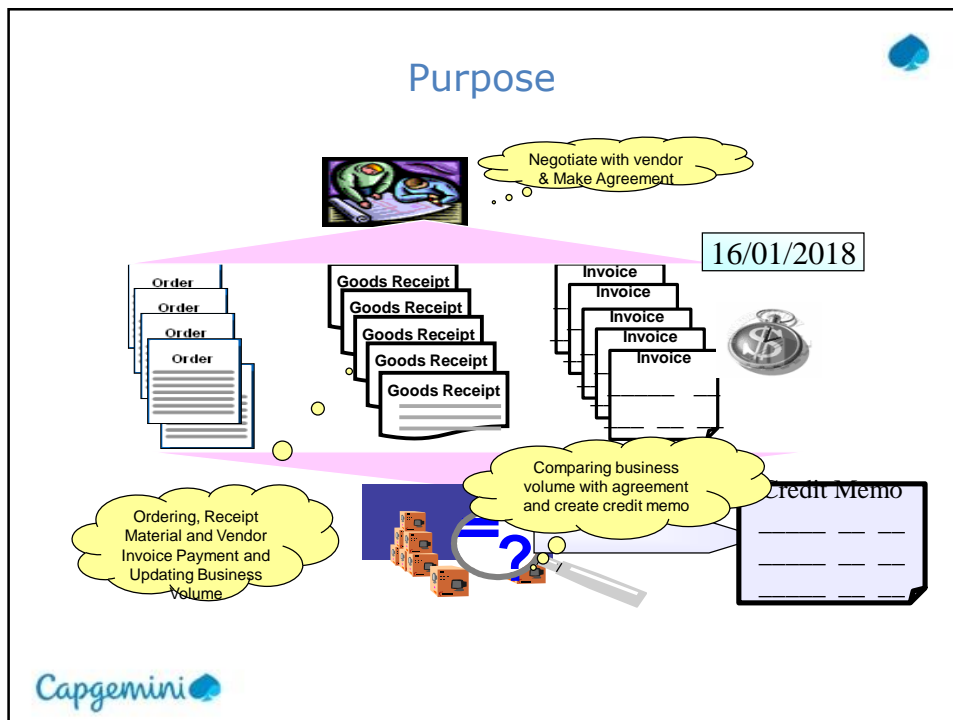 Purpose
Negotiate with vendor
& Make Agreement
16/01/2018
Order
Order
Order
Order
Goods Receipt
Goods Receipt
Goods Receipt
Goods Receipt
Goods Receipt
Invoice
Invoice
Invoice
Invoice
Invoice
$
Comparing business
volume with agreement
and create credit memo
Credit Memo
Ordering, Receipt
Material and Vendor
Invoice Payment and
Updating Business
Volume
= ?
Capgemini